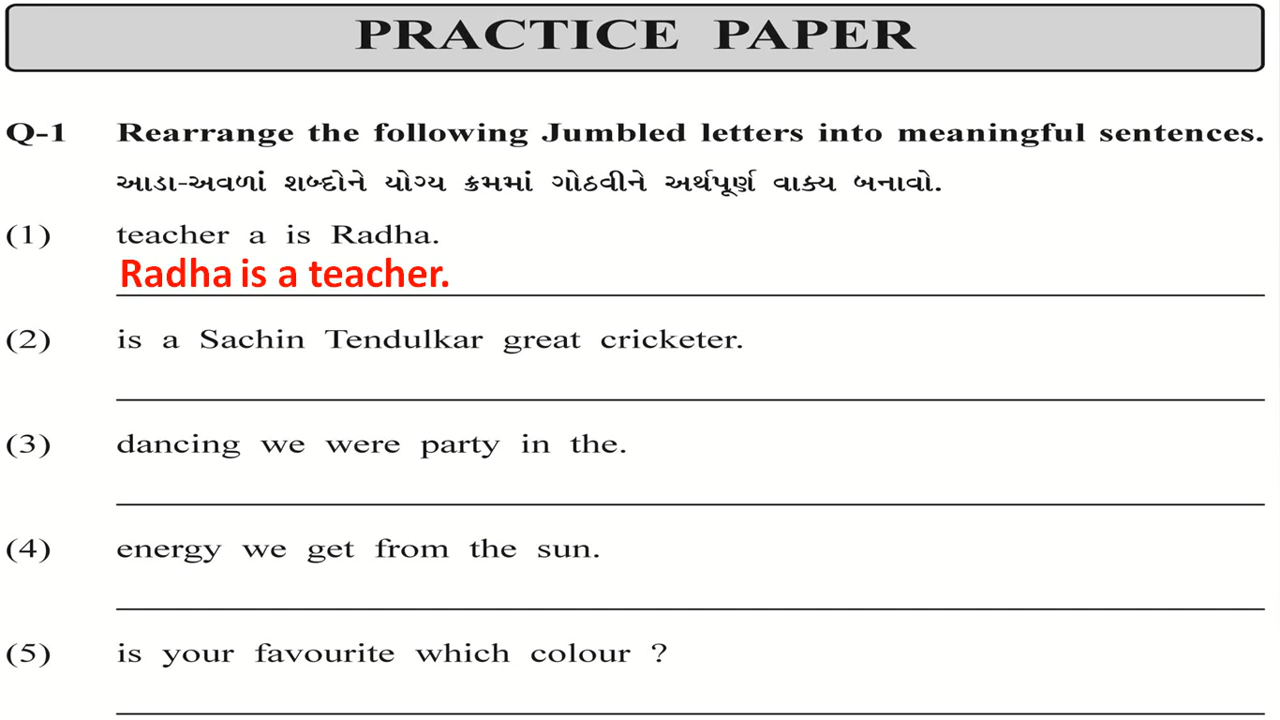 PRACTICE PAPER
Q-1 Rearrange the following Jumbled letters into meaningful sentences.
આડા-અવળાં શબ્દોને યોગ્ય ક્રમમાં ગોઠવીને અર્થપૂર્ણ વાક્ય બનાવો.
(1) teacher a is Radha.
Radha is a teacher.
(2) is a Sachin Tendulkar great cricketer.
(3) dancing we were party in the.
(4) energy we get from the sun.
(5) is your favourite which colour ?